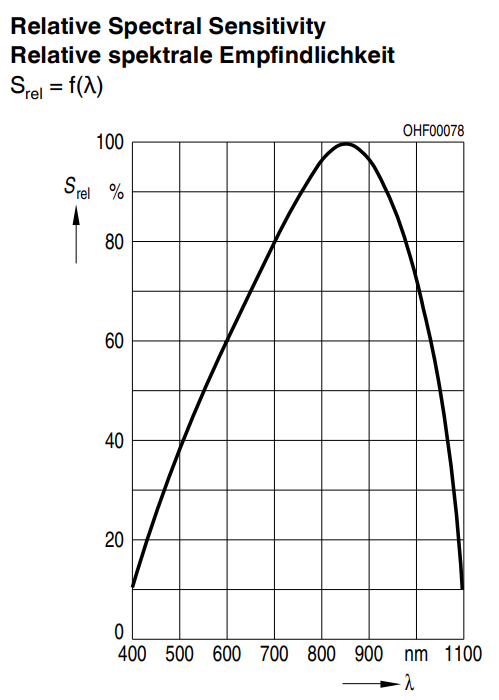 Relative Spectral Sensitivity
Relative spektrale Empfindlichkeit
Srel = f(λ)
OHF00078
100
Srel %
80
60
40
20
0
400 500 600 700 800 900 nm 1100
λ